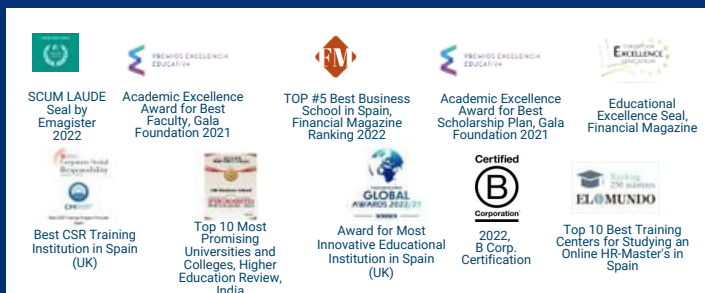 PREMIOS EXCELENCIA
EDUCATIVA
FM
PREMIOS EXCELENCIA
EDUCATIVA
EXCELLENCE
EDUCATION
SCUM LAUDE
Seal by
Emagister
2022
Academic Excellence
Award for Best
Faculty, Gala
Foundation 2021
TOP #5 Best Business
School in Spain,
Financial Magazine
Ranking 2022
Academic Excellence
Award for Best
Scholarship Plan, Gala
Foundation 2021
Educational
Excellence Seal,
Financial Magazine
Corporate Social
Responsibility
GLOBAL
AWARDS 2022/23
WINNER
Certified
B
Corporation
Ranking
250 másteres
EL MUNDO
Best CSR Training
Institution in Spain
(UK)
Top 10 Most
Promising
Universities and
Colleges, Higher
Education Review,
India
Award for Most
Innovative Educational
Institution in Spain
(UK)
2022,
B Corp.
Certification
Top 10 Best Training
Centers for Studying an
Online HR-Master's in
Spain